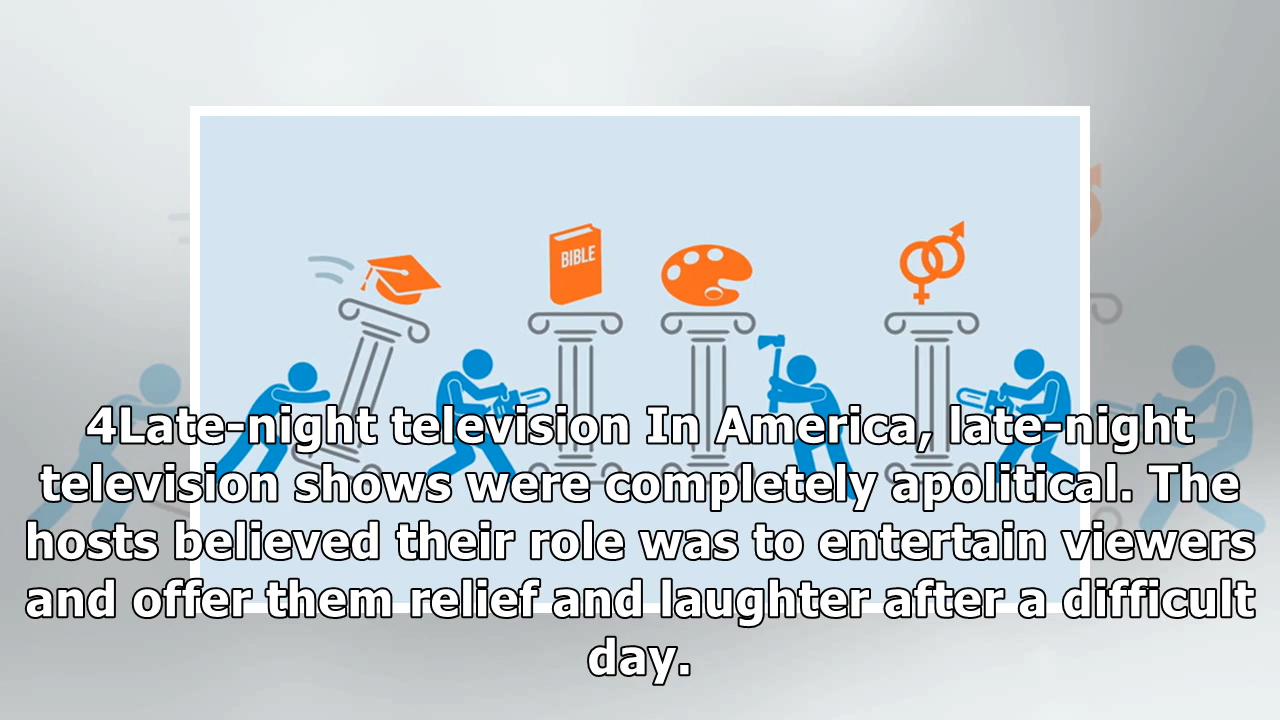 BIBLE
4Late-night television In America, late-night
television shows were completely apolitical. The
hosts believed their role was to entertain viewers
and offer them relief and laughter after a difficult
day.